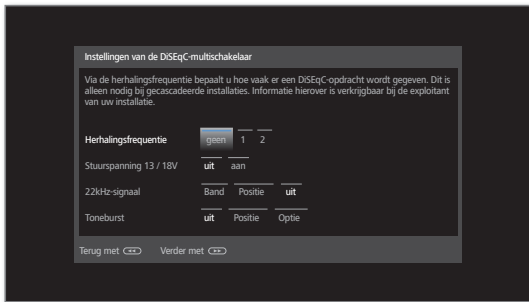 Instellingen van de DiSEqC-multischakelaar
Via de herhalingsfrequentie bepaalt u hoe vaak er een DiSEqC-opdracht wordt gegeven. Dit is
alleen nodig bij gecascadeerde installaties. Informatie hierover is verkrijgbaar bij de exploitant
van uw installatie.
Herhalingsfrequentie geen 1 2
Stuurspanning 13 / 18V uit aan
22kHz-signaal Band Positie uit
Toneburst uit Positie Optie
Terug met Verder met